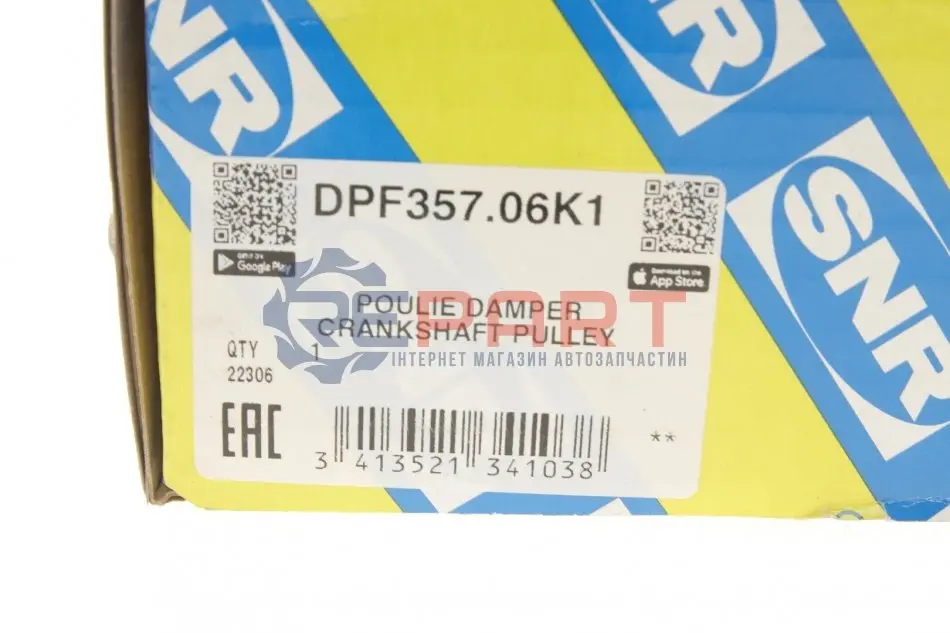 SNR
SNR
SNR
DPF357.06K1
GET IT ON
Google Play
Download on the
App Store
REPART
ІНТЕРНЕТ МАГАЗИН АВТОЗАПЧАСТИН
POULIE DAMPER
CRANKSHAFT PULLEY
QTY 1
22306
EAC
**
3 413521 341038